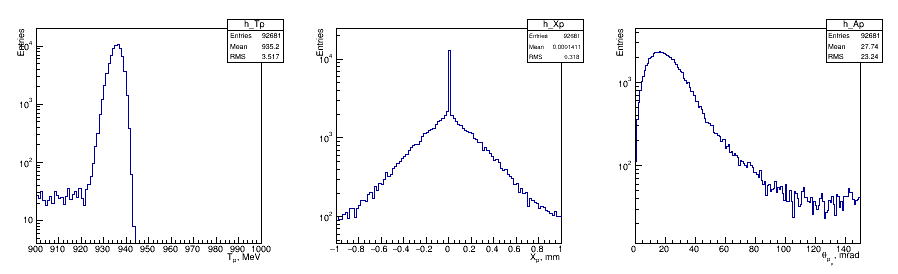 h_Tp
Entries 92681
Mean 935.2
RMS 3.517
Entries
10^4
10^3
10^2
10
900 910 920 930 940 950 960 970 980 990 1000
T_p, MeV
h_Xp
Entries 92681
Mean 0.0091411
RMS 0.318
Entries
10^4
10^3
10^2
−1 −0.8 −0.6 −0.4 −0.2 0 0.2 0.4 0.6 0.8 1
X_p, mm
h_Ap
Entries 92681
Mean 27.74
RMS 23.24
Entries
10^3
10^2
0 20 40 60 80 100 120 140
θ_p, mrad